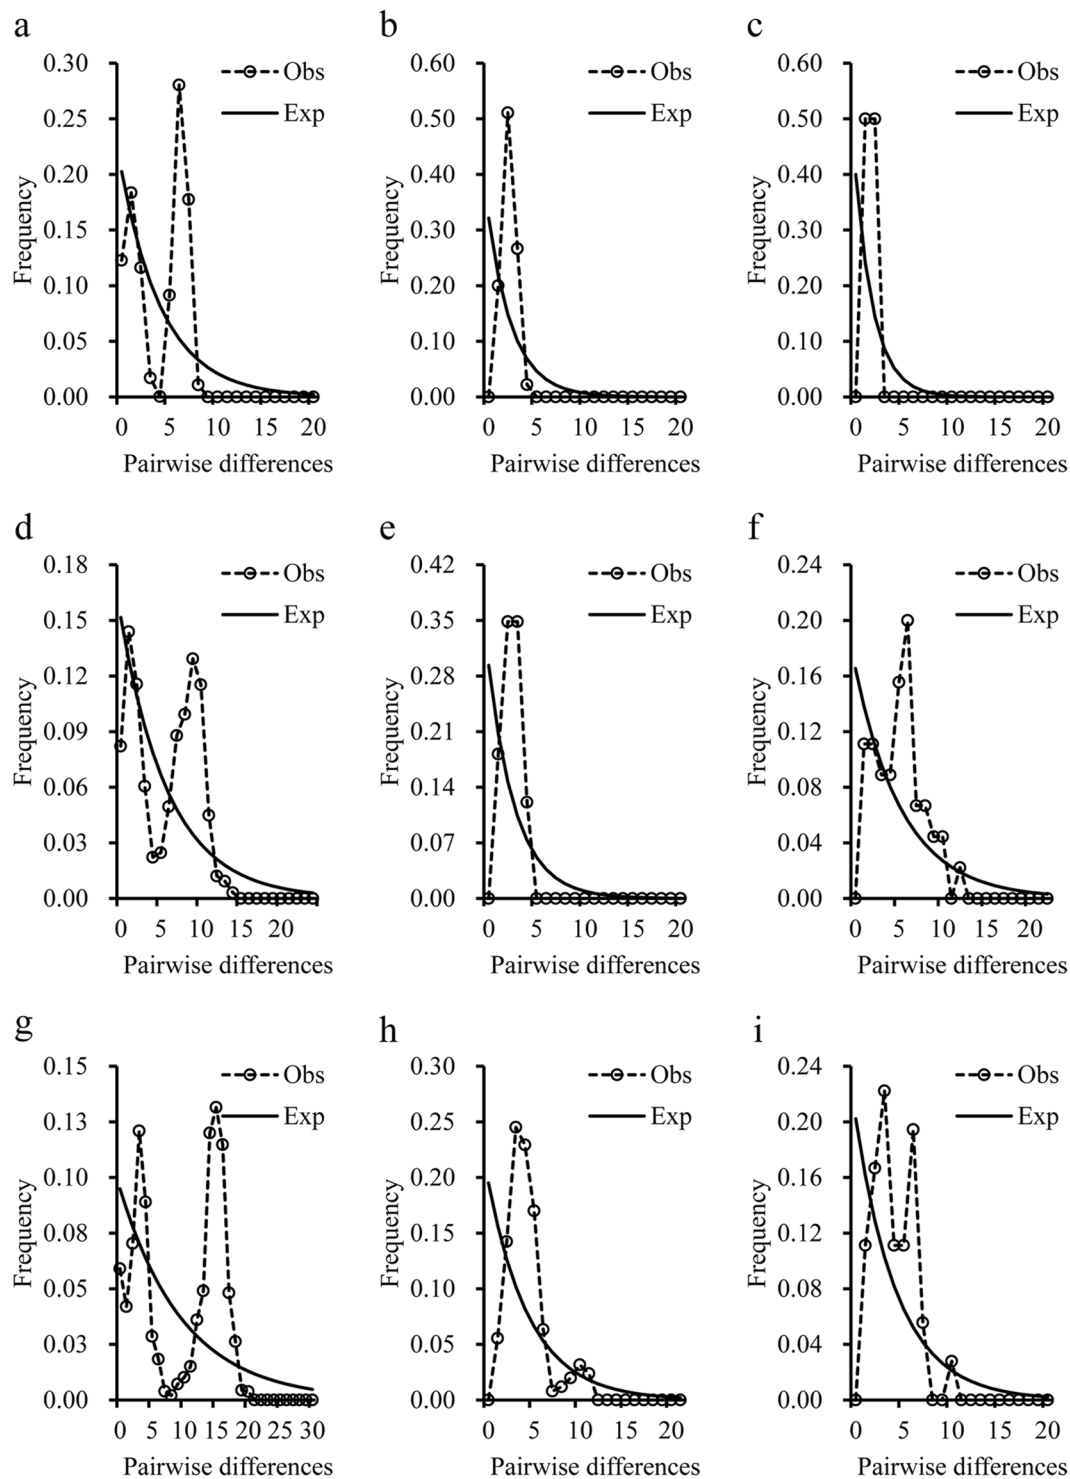 a
0.30
0.25
0.20
0.15
0.10
0.05
0.00
Frequency
Obs
Exp
0 5 10 15 20
Pairwise differences
b
0.60
0.50
0.40
0.30
0.20
0.10
0.00
Frequency
Obs
Exp
0 5 10 15 20
Pairwise differences
c
0.60
0.50
0.40
0.30
0.20
0.10
0.00
Frequency
Obs
Exp
0 5 10 15 20
Pairwise differences
d
0.18
0.15
0.12
0.09
0.06
0.03
0.00
Frequency
Obs
Exp
0 5 10 15 20
Pairwise differences
e
0.42
0.35
0.28
0.21
0.14
0.07
0.00
Frequency
Obs
Exp
0 5 10 15 20
Pairwise differences
f
0.24
0.20
0.16
0.12
0.08
0.04
0.00
Frequency
Obs
Exp
0 5 10 15 20
Pairwise differences
g
0.15
0.13
0.10
0.08
0.05
0.03
0.00
Frequency
Obs
Exp
0 5 10 15 20 25 30
Pairwise differences
h
0.30
0.25
0.20
0.15
0.10
0.05
0.00
Frequency
Obs
Exp
0 5 10 15 20
Pairwise differences
i
0.24
0.20
0.16
0.12
0.08
0.04
0.00
Frequency
Obs
Exp
0 5 10 15 20
Pairwise differences